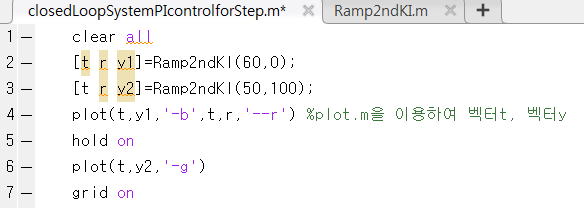 closedLoopSystemPIcontrolforStep.m* × Ramp2ndKI.m × +
1 — clear all
2 — [t r y1]=Ramp2ndKI(60,0);
3 — [t r y2]=Ramp2ndKI(50,100);
4 — plot(t,y1,'-b',t,r,'--r') %plot.m을 이용하여 벡터t, 벡터y
5 — hold on
6 — plot(t,y2,'-g')
7 — grid on